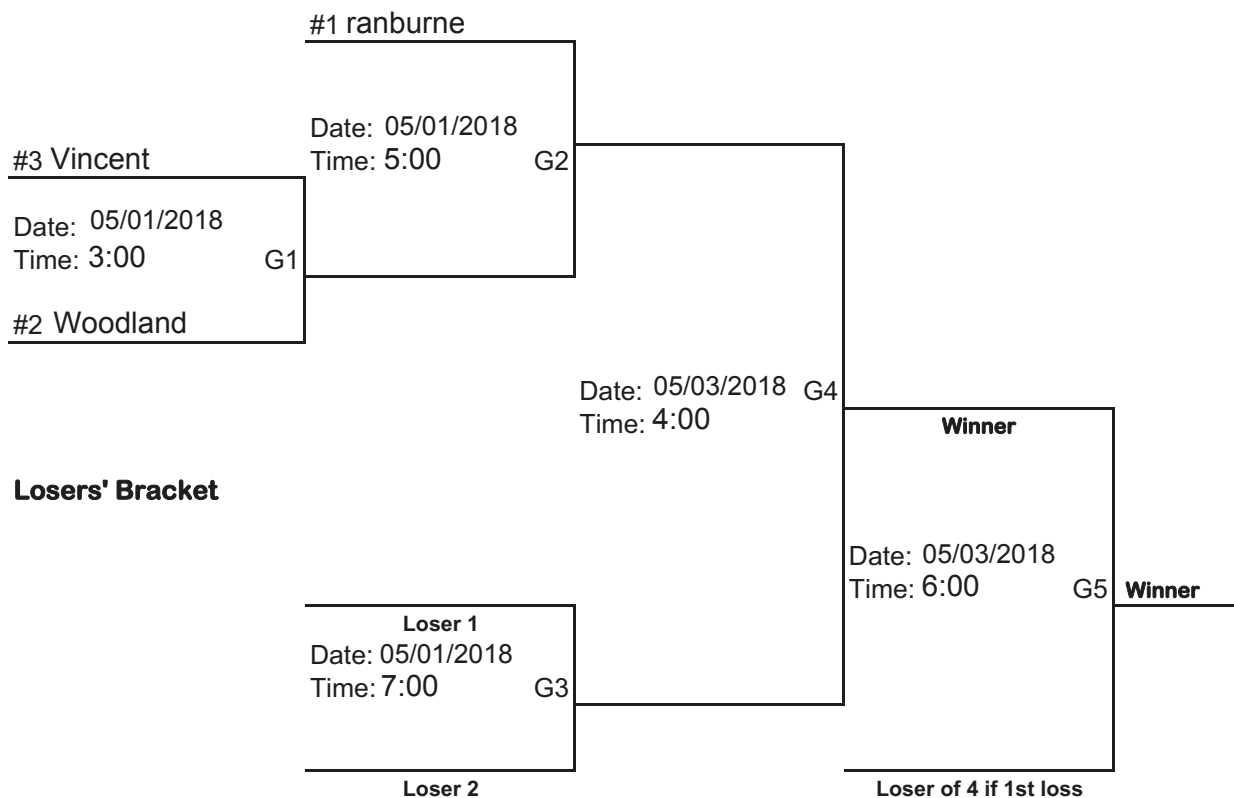 #1 ranburne
Date: 05/01/2018
Time: 5:00 G2
#3 Vincent
Date: 05/01/2018
Time: 3:00 G1
#2 Woodland
Date: 05/03/2018 G4
Time: 4:00
Winner
Losers' Bracket
Date: 05/03/2018
Time: 6:00 G5 Winner
Loser 1
Date: 05/01/2018
Time: 7:00 G3
Loser 2
Loser of 4 if 1st loss